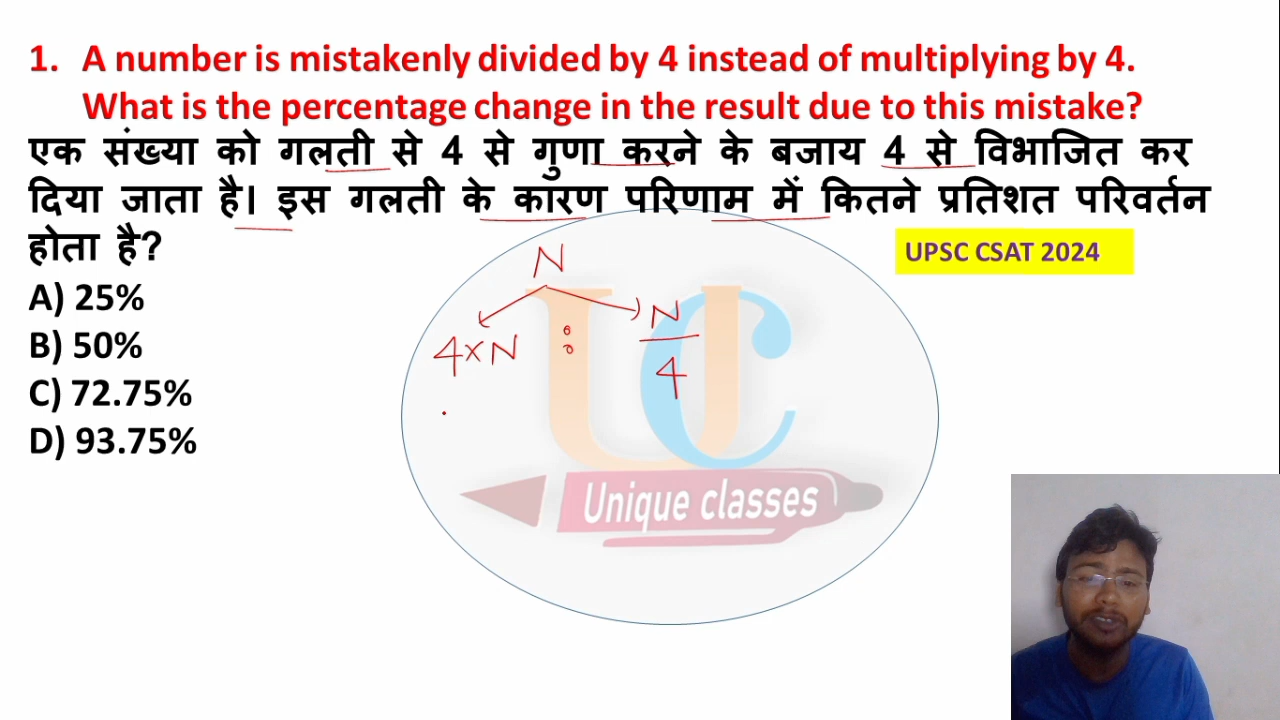 1. A number is mistakenly divided by 4 instead of multiplying by 4.
What is the percentage change in the result due to this mistake?
एक संख्या को गलती से 4 से गुणा करने के बजाय 4 से विभाजित कर
दिया जाता है। इस गलती के कारण परिणाम में कितने प्रतिशत परिवर्तन
होता है?
UPSC CSAT 2024
A) 25%
B) 50%
C) 72.75%
D) 93.75%
N
4×N : N/4
UC
Unique classes